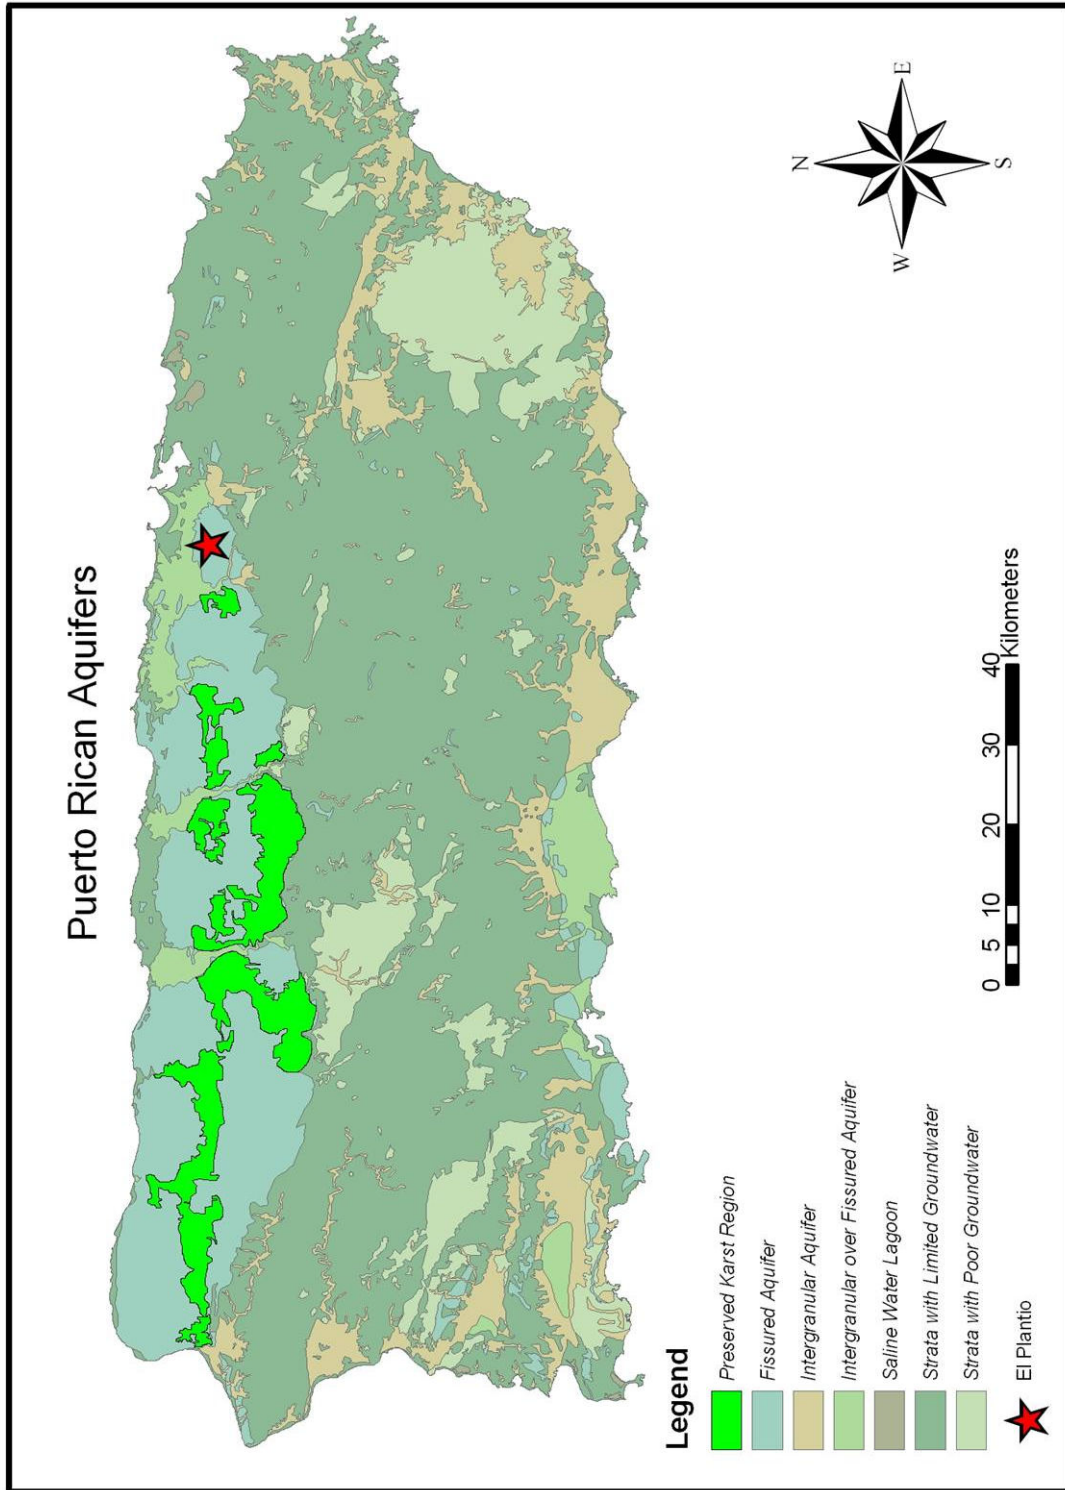 Puerto Rican Aquifers
N
W
E
S
Legend
Preserved Karst Region
Fissured Aquifer
Intergranular Aquifer
Intergranular over Fissured Aquifer
Saline Water Lagoon
Strata with Limited Groundwater
Strata with Poor Groundwater
El Plantio
0 5 10 20 30 40
Kilometers